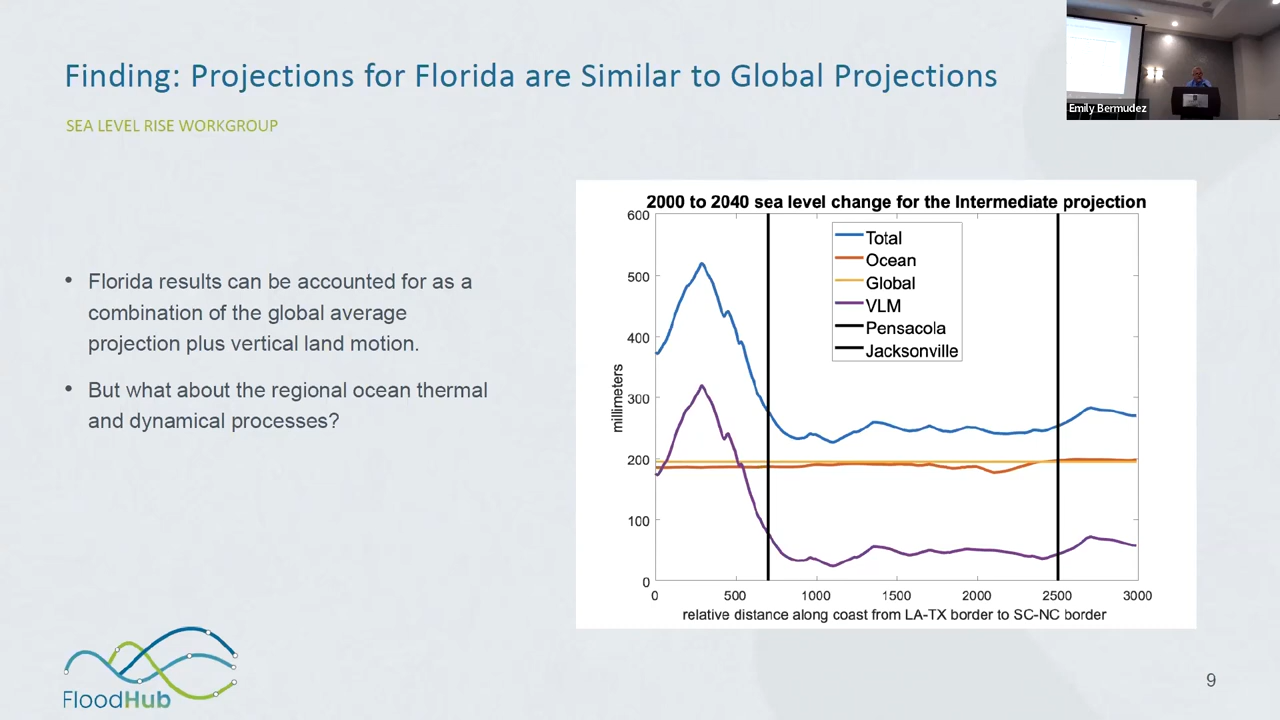 Finding: Projections for Florida are Similar to Global Projections
SEA LEVEL RISE WORKGROUP
Emily Bermudez
• Florida results can be accounted for as a
combination of the global average
projection plus vertical land motion.
• But what about the regional ocean thermal
and dynamical processes?
2000 to 2040 sea level change for the Intermediate projection
600
500
400
300
200
100
0
millimeters
Total
Ocean
Global
VLM
Pensacola
Jacksonville
0 500 1000 1500 2000 2500 3000
relative distance along coast from LA-TX border to SC-NC border
FloodHub
9